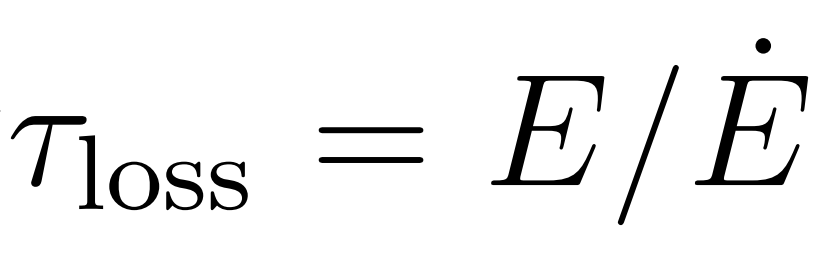 τ_loss = E/Ė